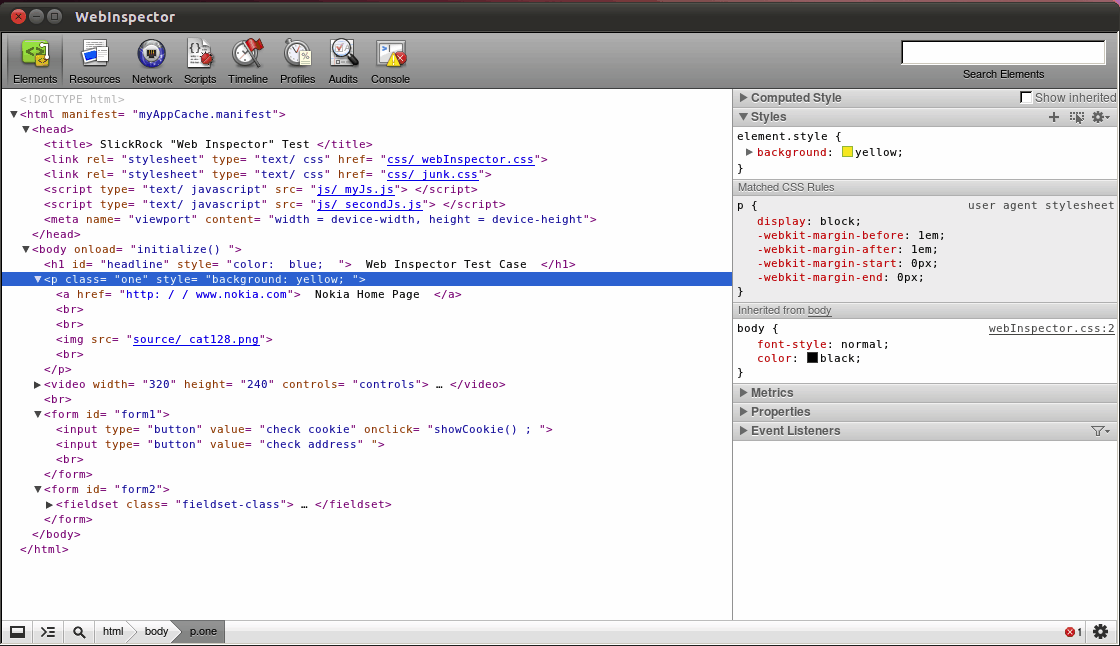 WebInspector
Elements Resources Network Scripts Timeline Profiles Audits Console
Search Elements
<!DOCTYPE html>
<html manifest= "myAppCache.manifest">
<head>
<title> SlickRock "Web Inspector" Test </title>
<link rel= "stylesheet" type= "text/ css" href= "css/ webInspector.css">
<link rel= "stylesheet" type= "text/ css" href= "css/ junk.css">
<script type= "text/ javascript" src= "js/ myJs.js"> </script>
<script type= "text/ javascript" src= "js/ secondJs.js"> </script>
<meta name= "viewport" content= "width = device-width, height = device-height">
</head>
<body onload= "initialize() ">
<h1 id= "headline" style= "color:  blue;  ">  Web Inspector Test Case  </h1>
<p class= "one" style= "background: yellow; ">
<a href= "http: / / www.nokia.com">  Nokia Home Page  </a>
<br>
<br>
<img src= "source/ cat128.png">
<br>
</p>
<video width= "320" height= "240" controls= "controls"> … </video>
<br>
<form id= "form1">
<input type= "button" value= "check cookie" onclick= "showCookie() ; ">
<input type= "button" value= "check address" ">
<br>
</form>
<form id= "form2">
<fieldset class= "fieldset-class"> … </fieldset>
</form>
</body>
</html>
Computed Style Show inherited
Styles
element.style {
background: yellow;
}
Matched CSS Rules
p { user agent stylesheet
display: block;
-webkit-margin-before: 1em;
-webkit-margin-after: 1em;
-webkit-margin-start: 0px;
-webkit-margin-end: 0px;
}
Inherited from body
body { webInspector.css:2
font-style: normal;
color: black;
}
Metrics
Properties
Event Listeners
html body p.one 1